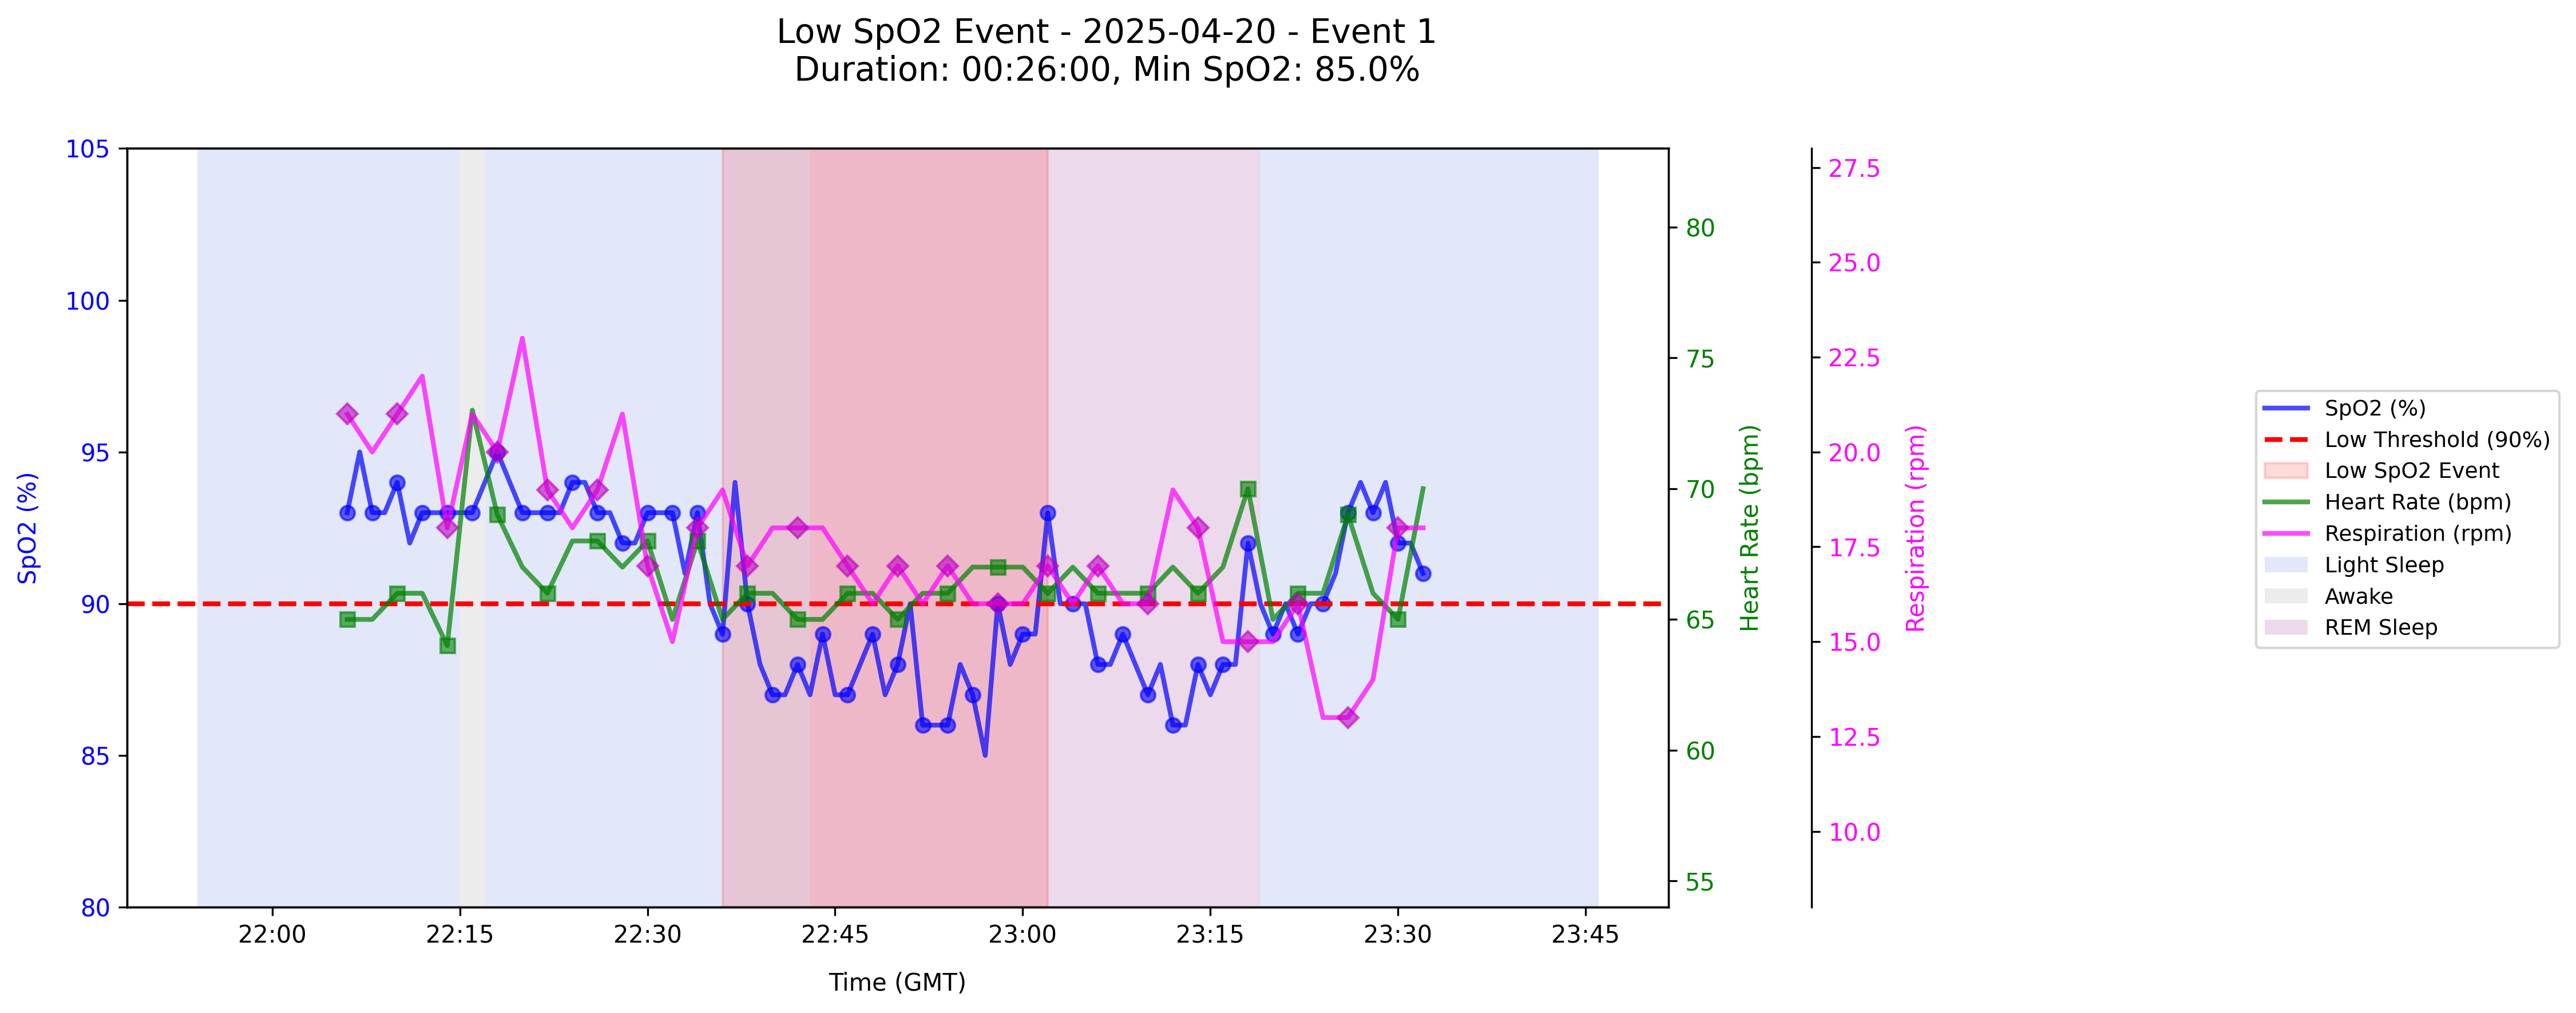 Low SpO2 Event - 2025-04-20 - Event 1
Duration: 00:26:00, Min SpO2: 85.0%
105
100
95
90
85
80
SpO2 (%)
22:00
22:15
22:30
22:45
23:00
23:15
23:30
23:45
Time (GMT)
80
75
70
65
60
55
Heart Rate (bpm)
27.5
25.0
22.5
20.0
17.5
15.0
12.5
10.0
Respiration (rpm)
SpO2 (%)
Low Threshold (90%)
Low SpO2 Event
Heart Rate (bpm)
Respiration (rpm)
Light Sleep
Awake
REM Sleep